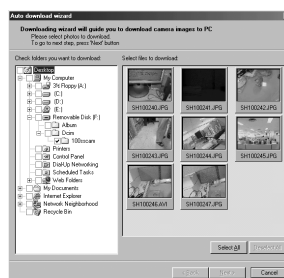 Auto download wizard
Downloading wizard will guide you to download camera images to PC
Please select photos to download.
To go to next step, press 'Next' button
Check folders you want to download:
Select files to download:
Desktop
My Computer
3½ Floppy (A:)
(C:)
(D:)
(E:)
Removable Disk (F:)
Album
Dcim
100sscam
Printers
Control Panel
Dial-Up Networking
Scheduled Tasks
Web Folders
My Documents
Internet Explorer
Network Neighborhood
Recycle Bin
SH100240.JPG
SH100241.JPG
SH100242.JPG
SH100243.JPG
SH100244.JPG
SH100245.JPG
SH100246.AVI
SH100247.JPG
Select All
< Back
Next >
Cancel